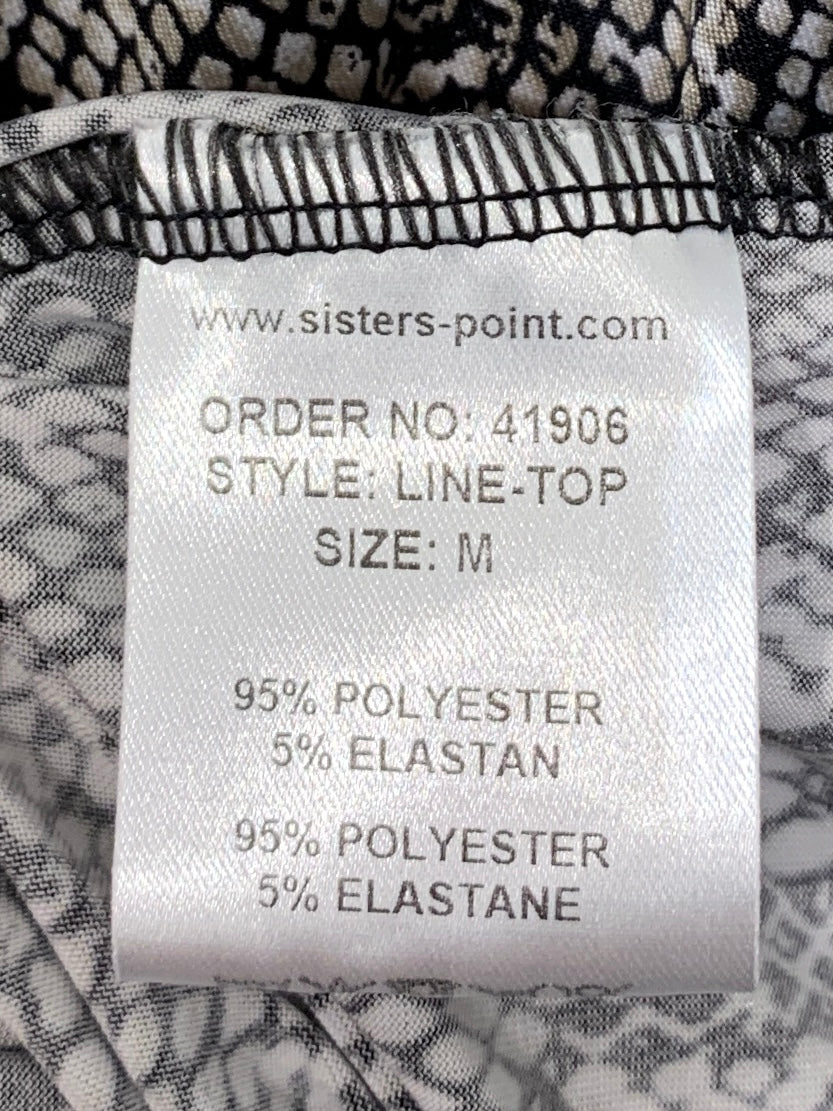 www.sisters-point.com
ORDER NO: 41906
STYLE: LINE-TOP
SIZE: M
95% POLYESTER
5% ELASTAN
95% POLYESTER
5% ELASTANE